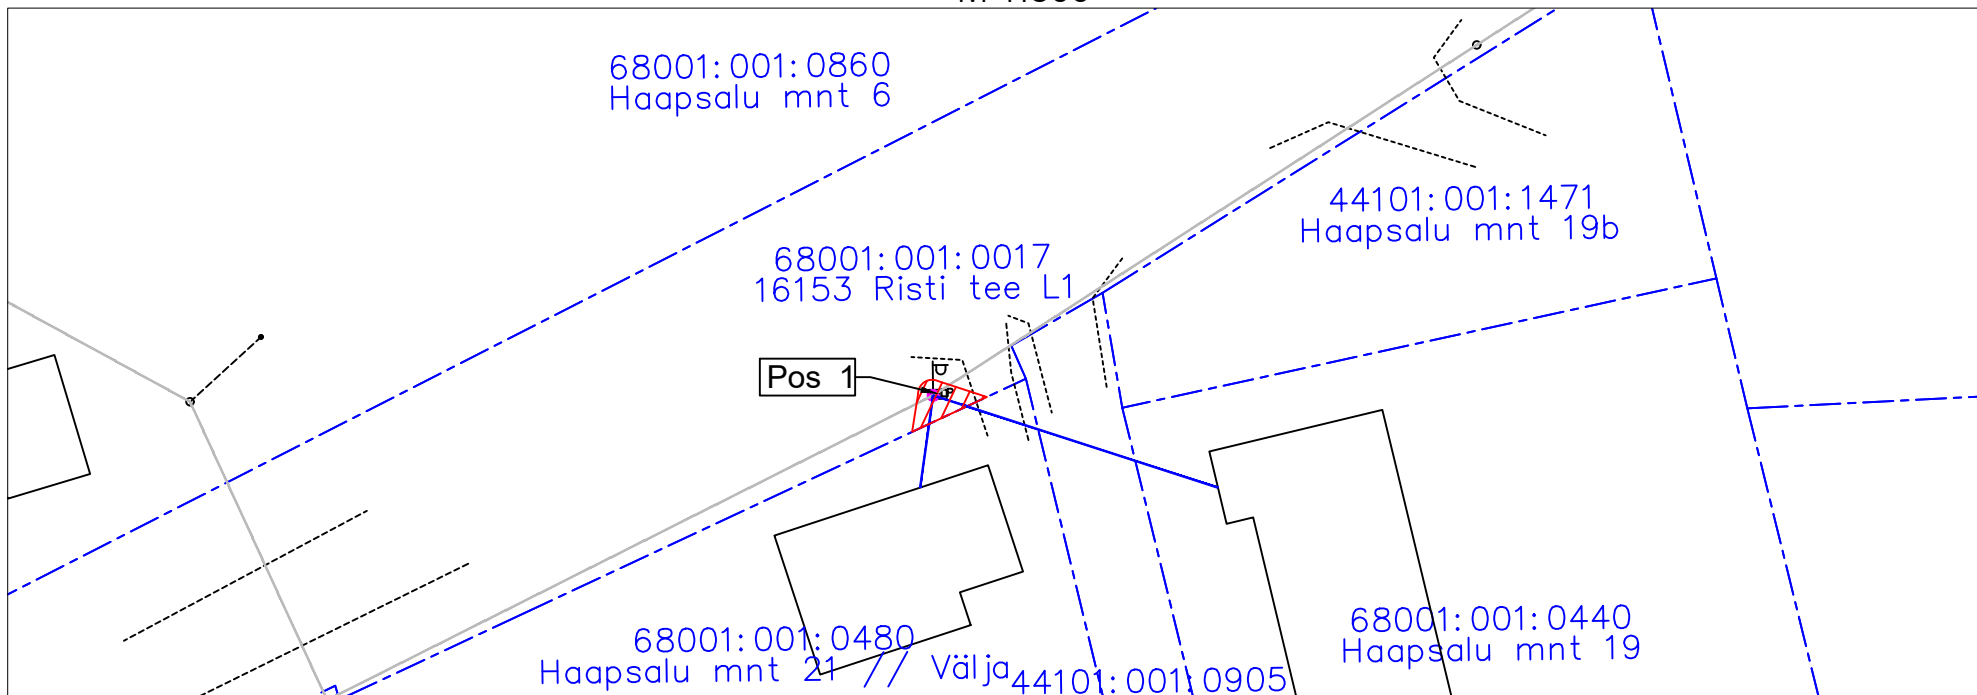 68001:001:0860
Haapsalu mnt 6
44101:001:1471
Haapsalu mnt 19b
68001:001:0017
16153 Risti tee L1
Pos 1
68001:001:0480
Haapsalu mnt 21 // Välja
44101:001:0905
68001:001:0440
Haapsalu mnt 19